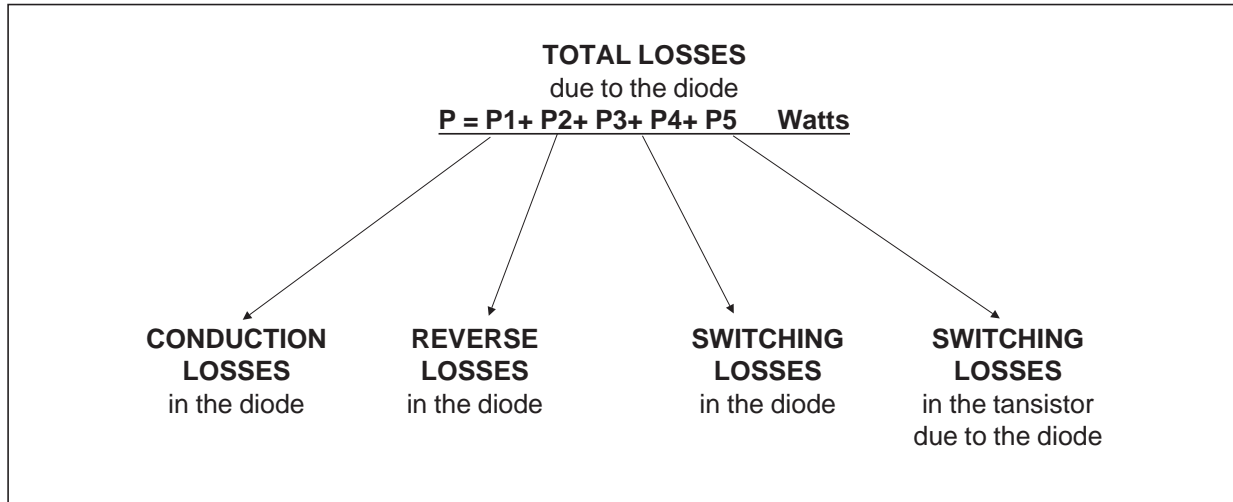 TOTAL LOSSES
due to the diode
P = P1+ P2+ P3+ P4+ P5 Watts
CONDUCTION
LOSSES
in the diode
REVERSE
LOSSES
in the diode
SWITCHING
LOSSES
in the diode
SWITCHING
LOSSES
in the tansistor
due to the diode